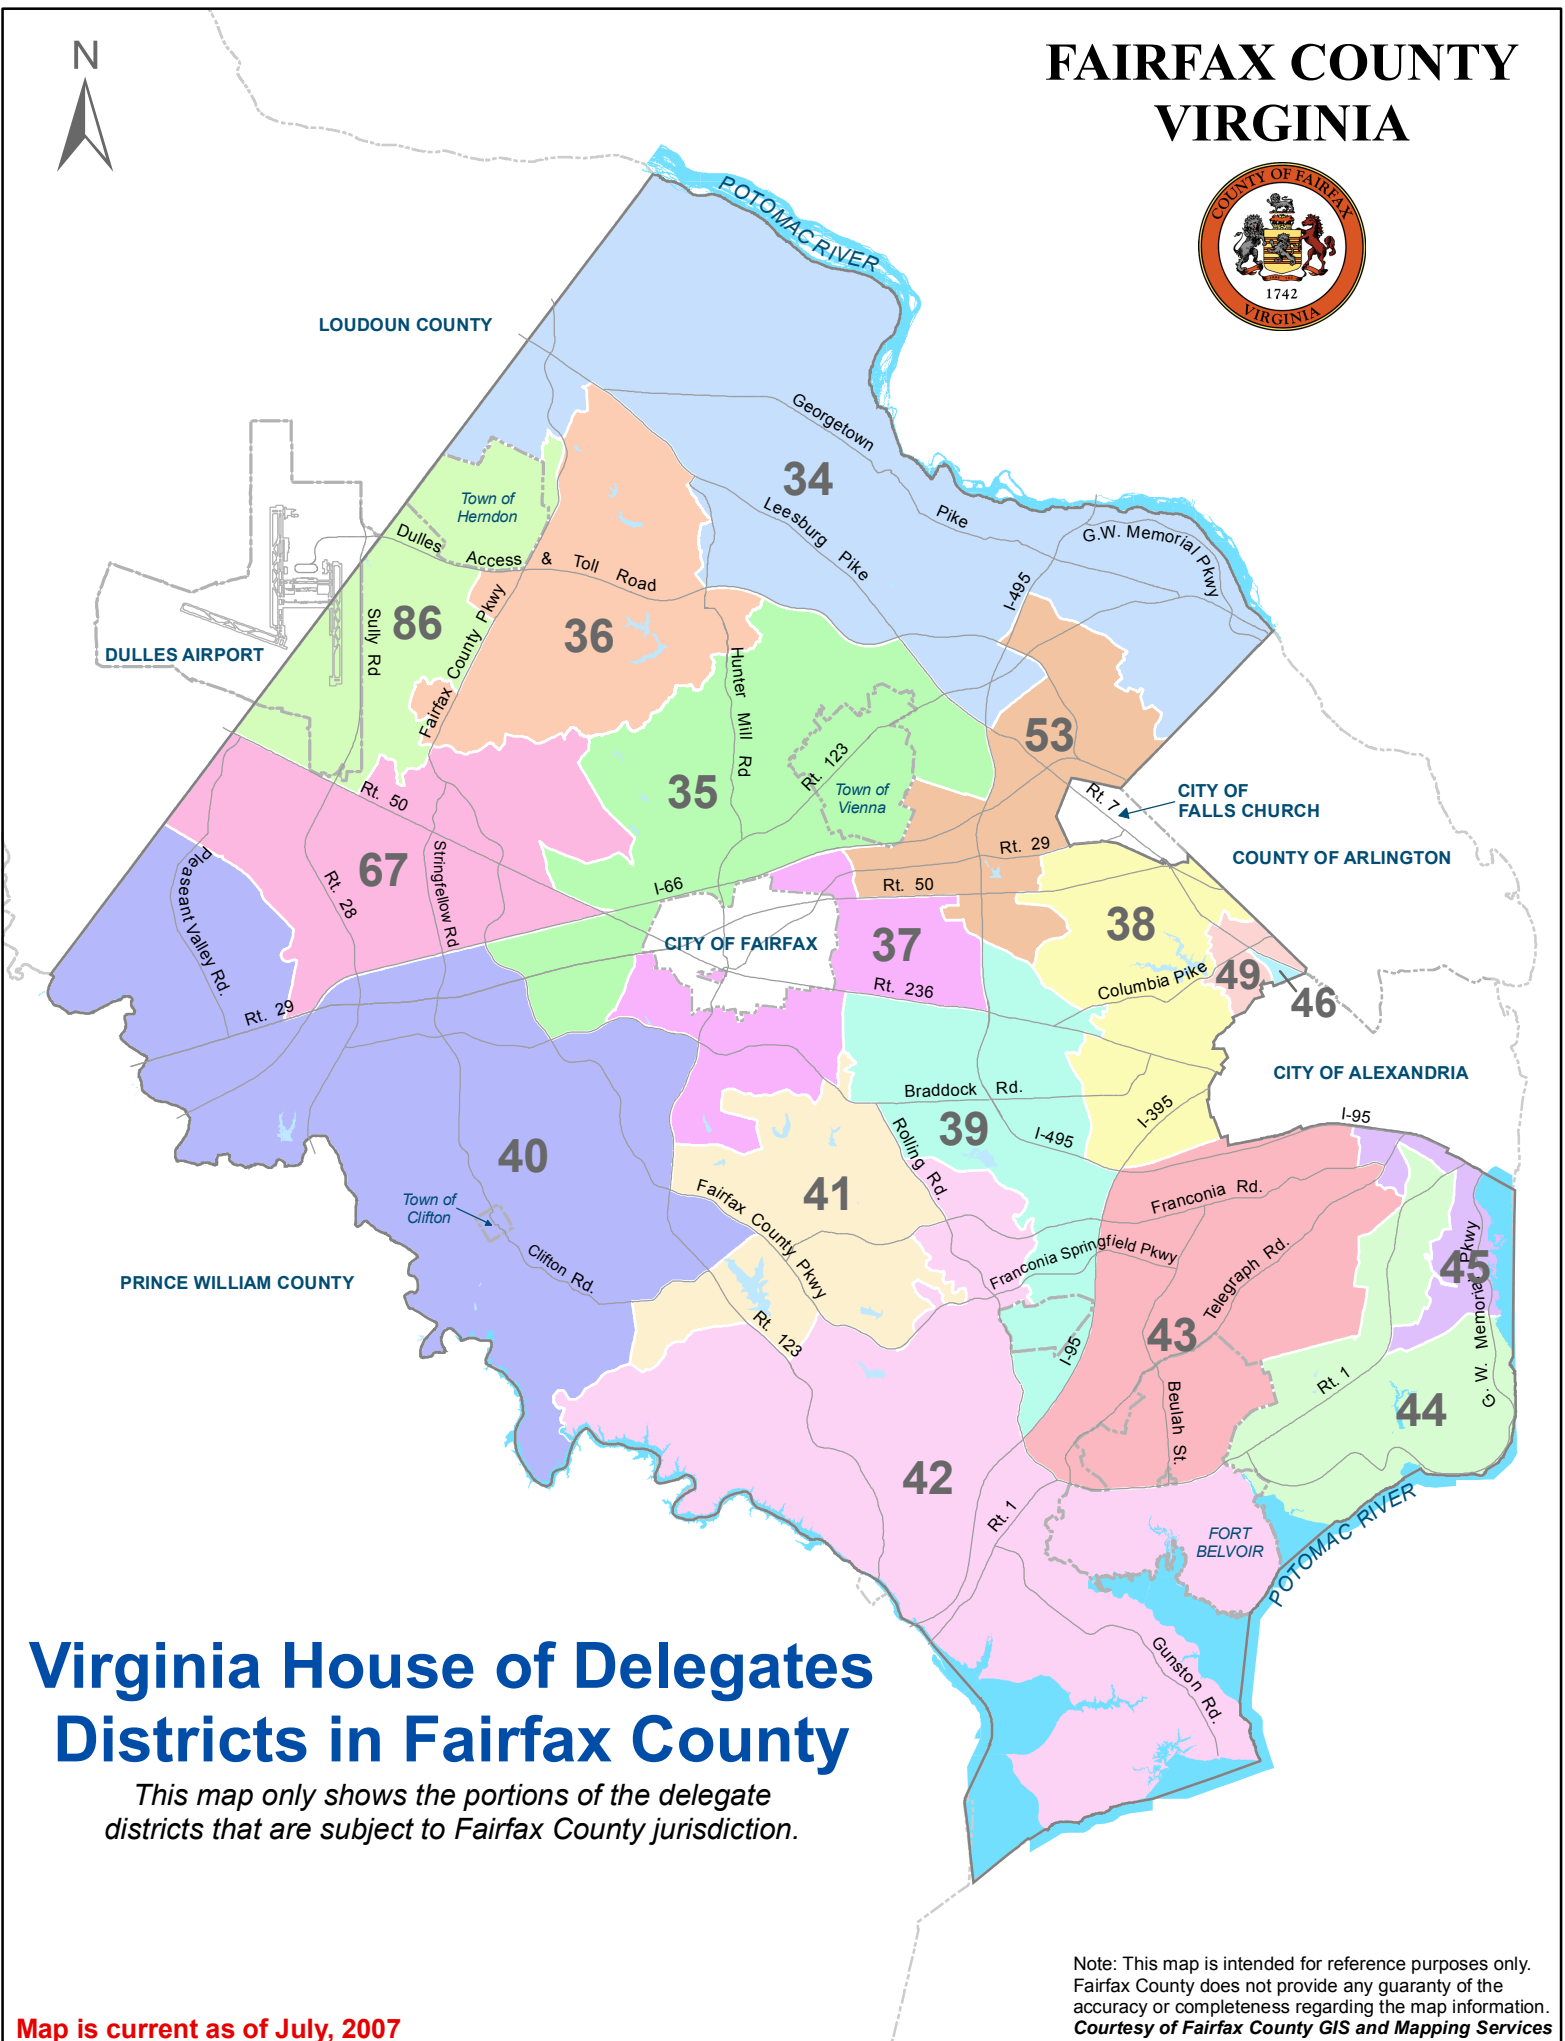 N
FAIRFAX COUNTY
VIRGINIA
COUNTY OF FAIRFAX
1742
VIRGINIA
POTOMAC RIVER
LOUDOUN COUNTY
Georgetown
Pike
34
Leesburg Pike
G.W. Memorial Pkwy
Town of
Herndon
Dulles Access & Toll Road
I-495
86
Sully Rd
Fairfax County Pkwy
36
DULLES AIRPORT
Hunter Mill Rd
53
Rt. 123
35
Town of
Vienna
Rt. 7
CITY OF
FALLS CHURCH
Rt. 50
Rt. 29
COUNTY OF ARLINGTON
67
Stringfellow Rd
Pleaseant Valley Rd.
Rt. 28
I-66
Rt. 50
38
CITY OF FAIRFAX
37
Columbia Pike
49
46
Rt. 236
Rt. 29
CITY OF ALEXANDRIA
Braddock Rd.
I-395
I-95
39
I-495
Rolling Rd.
40
41
Fairfax County Pkwy
Franconia Rd.
Town of
Clifton
Clifton Rd.
Franconia Springfield Pkwy
Telegraph Rd.
G. W. Memorial Pkwy
45
PRINCE WILLIAM COUNTY
Rt. 123
I-95
43
Rt. 1
Beulah St.
44
42
Rt. 1
FORT
BELVOIR
POTOMAC RIVER
Gunston Rd.
Virginia House of Delegates
Districts in Fairfax County
This map only shows the portions of the delegate
districts that are subject to Fairfax County jurisdiction.
Note: This map is intended for reference purposes only.
Fairfax County does not provide any guaranty of the
accuracy or completeness regarding the map information.
Courtesy of Fairfax County GIS and Mapping Services
Map is current as of July, 2007